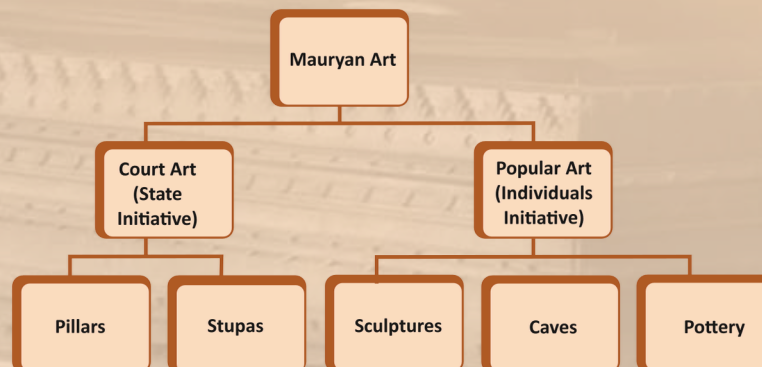 Mauryan Art
Court Art
(State
Initiative)
Popular Art
(Individuals
Initiative)
Pillars
Stupas
Sculptures
Caves
Pottery